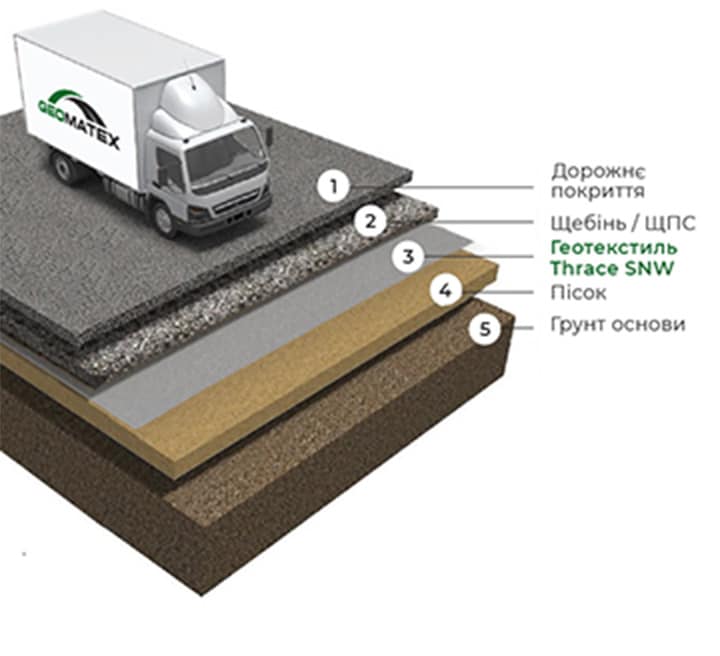 GEOMATEX
1
Дорожнє
покриття
2
Щебінь / ЩПС
3
Геотекстиль
Thrace SNW
4
Пісок
5
Грунт основи